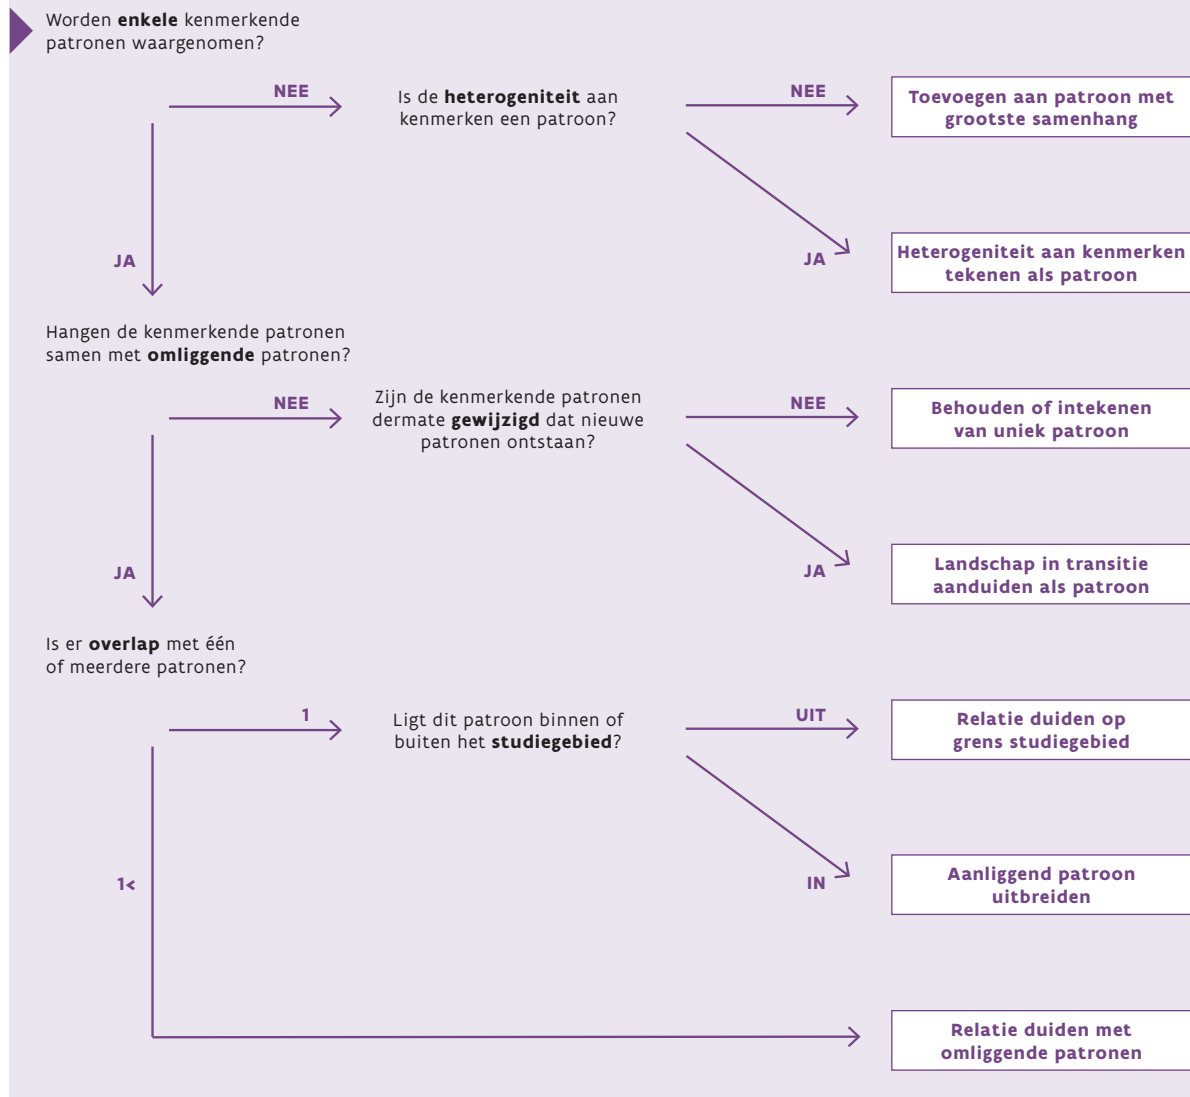 Worden enkele kenmerkende
patronen waargenomen?
NEE
Is de heterogeniteit aan
kenmerken een patroon?
NEE
Toevoegen aan patroon met
grootste samenhang
JA
JA
Heterogeniteit aan kenmerken
tekenen als patroon
Hangen de kenmerkende patronen
samen met omliggende patronen?
NEE
Zijn de kenmerkende patronen
dermate gewijzigd dat nieuwe
patronen ontstaan?
NEE
Behouden of intekenen
van uniek patroon
JA
JA
Landschap in transitie
aanduiden als patroon
Is er overlap met één
of meerdere patronen?
1
Ligt dit patroon binnen of
buiten het studiegebied?
UIT
Relatie duiden op
grens studiegebied
1<
IN
Aanliggend patroon
uitbreiden
Relatie duiden met
omliggende patronen